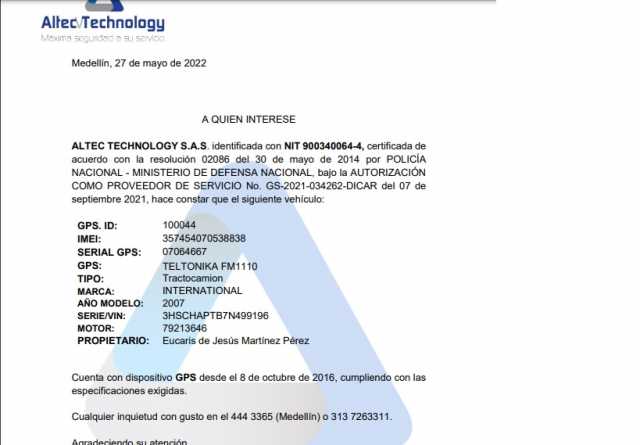 AltecTechnology
Máxima seguridad a su servicio
Medellín, 27 de mayo de 2022
A QUIEN INTERESE
ALTEC TECHNOLOGY S.A.S. identificada con NIT 900340064-4, certificada de
acuerdo con la resolución 02086 del 30 de mayo de 2014 por POLICÍA
NACIONAL - MINISTERIO DE DEFENSA NACIONAL, bajo la AUTORIZACIÓN
COMO PROVEEDOR DE SERVICIO No. GS-2021-034262-DICAR del 07 de
septiembre 2021, hace constar que el siguiente vehículo:
GPS. ID: 100044
IMEI: 357454070538838
SERIAL GPS: 07064667
GPS: TELTONIKA FM1110
TIPO: Tractocamion
MARCA: INTERNATIONAL
AÑO MODELO: 2007
SERIE/VIN: 3HSCHAPTB7N499196
MOTOR: 79213646
PROPIETARIO: Eucaris de Jesús Martínez Pérez
Cuenta con dispositivo GPS desde el 8 de octubre de 2016, cumpliendo con las
especificaciones exigidas.
Cualquier inquietud con gusto en el 444 3365 (Medellín) o 313 7263311.
Agradeciendo su atención